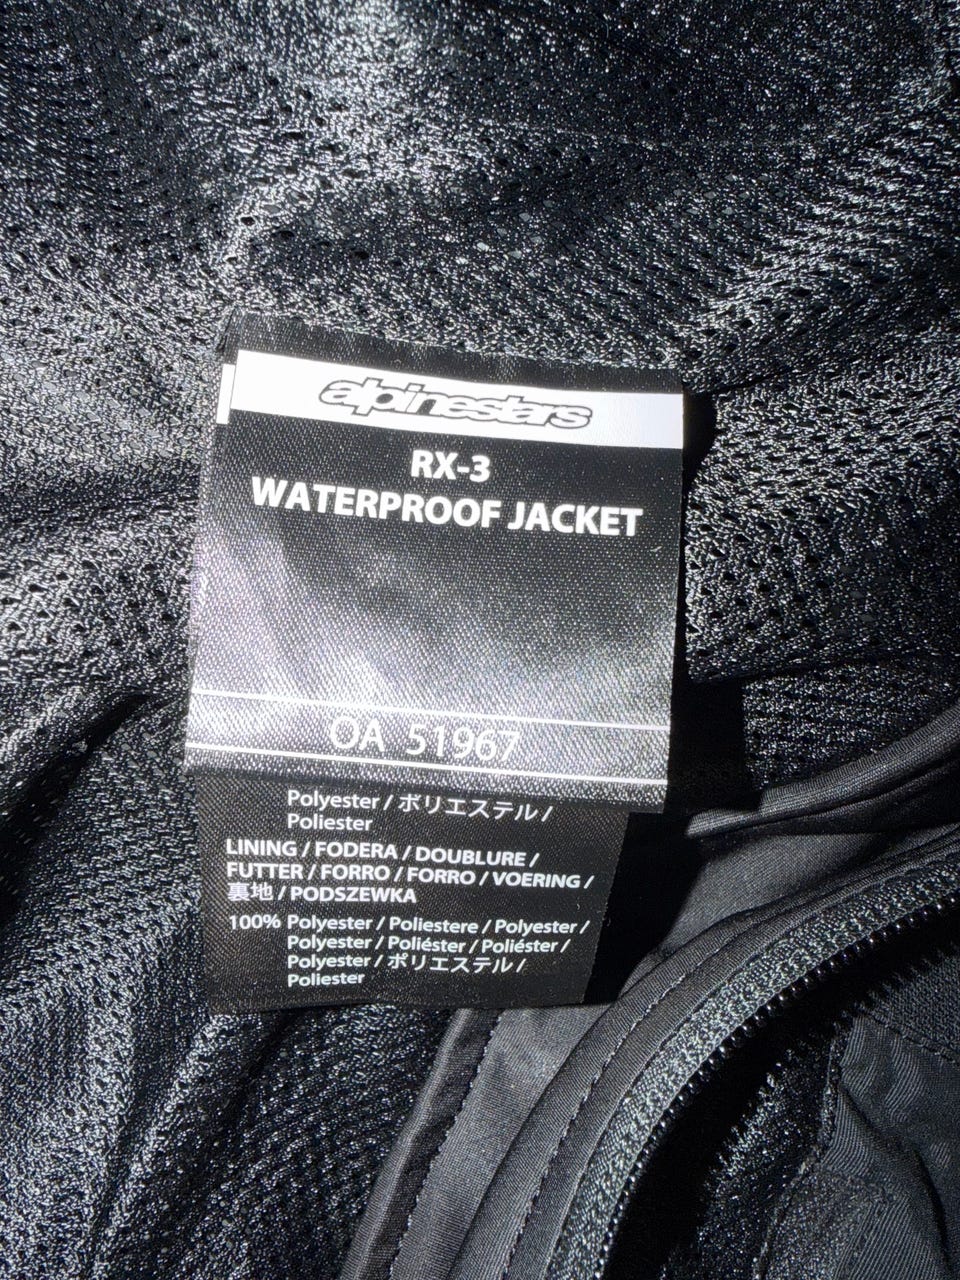 alpinestars
RX-3
WATERPROOF JACKET
OA 51967
Polyester / ポリエステル /
Poliester
LINING / FODERA / DOUBLURE /
FUTTER / FORRO / FORRO / VOERING /
裏地 / PODSZEWKA
100% Polyester / Poliestere / Polyester /
Polyester / Poliéster / Poliéster /
Polyester / ポリエステル /
Poliester